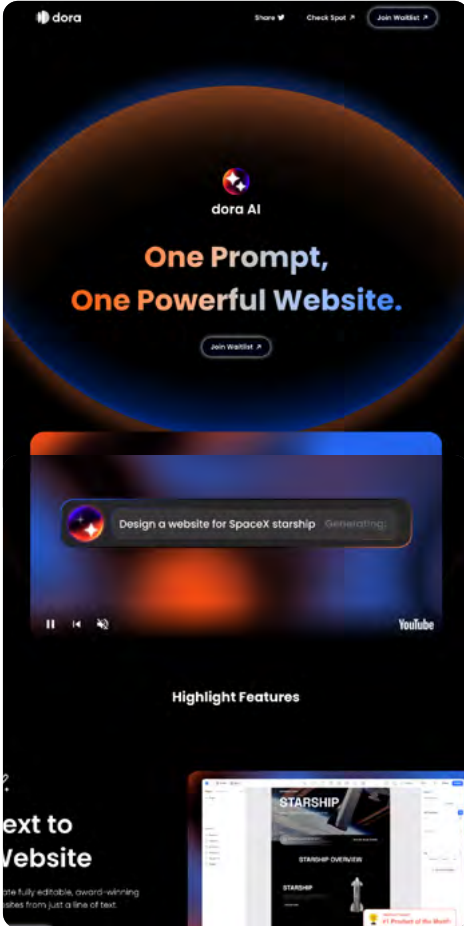 dora
Share
Check Spot ↗
Join Waitlist ↗
dora AI
One Prompt,
One Powerful Website.
Join Waitlist ↗
Design a website for SpaceX starship Generating:
YouTube
Highlight Features
ext to
Website
ate fully editable, award-winning
sites from just a line of text.
STARSHIP
STARSHIP OVERVIEW
STARSHIP
#1 Product of the Month